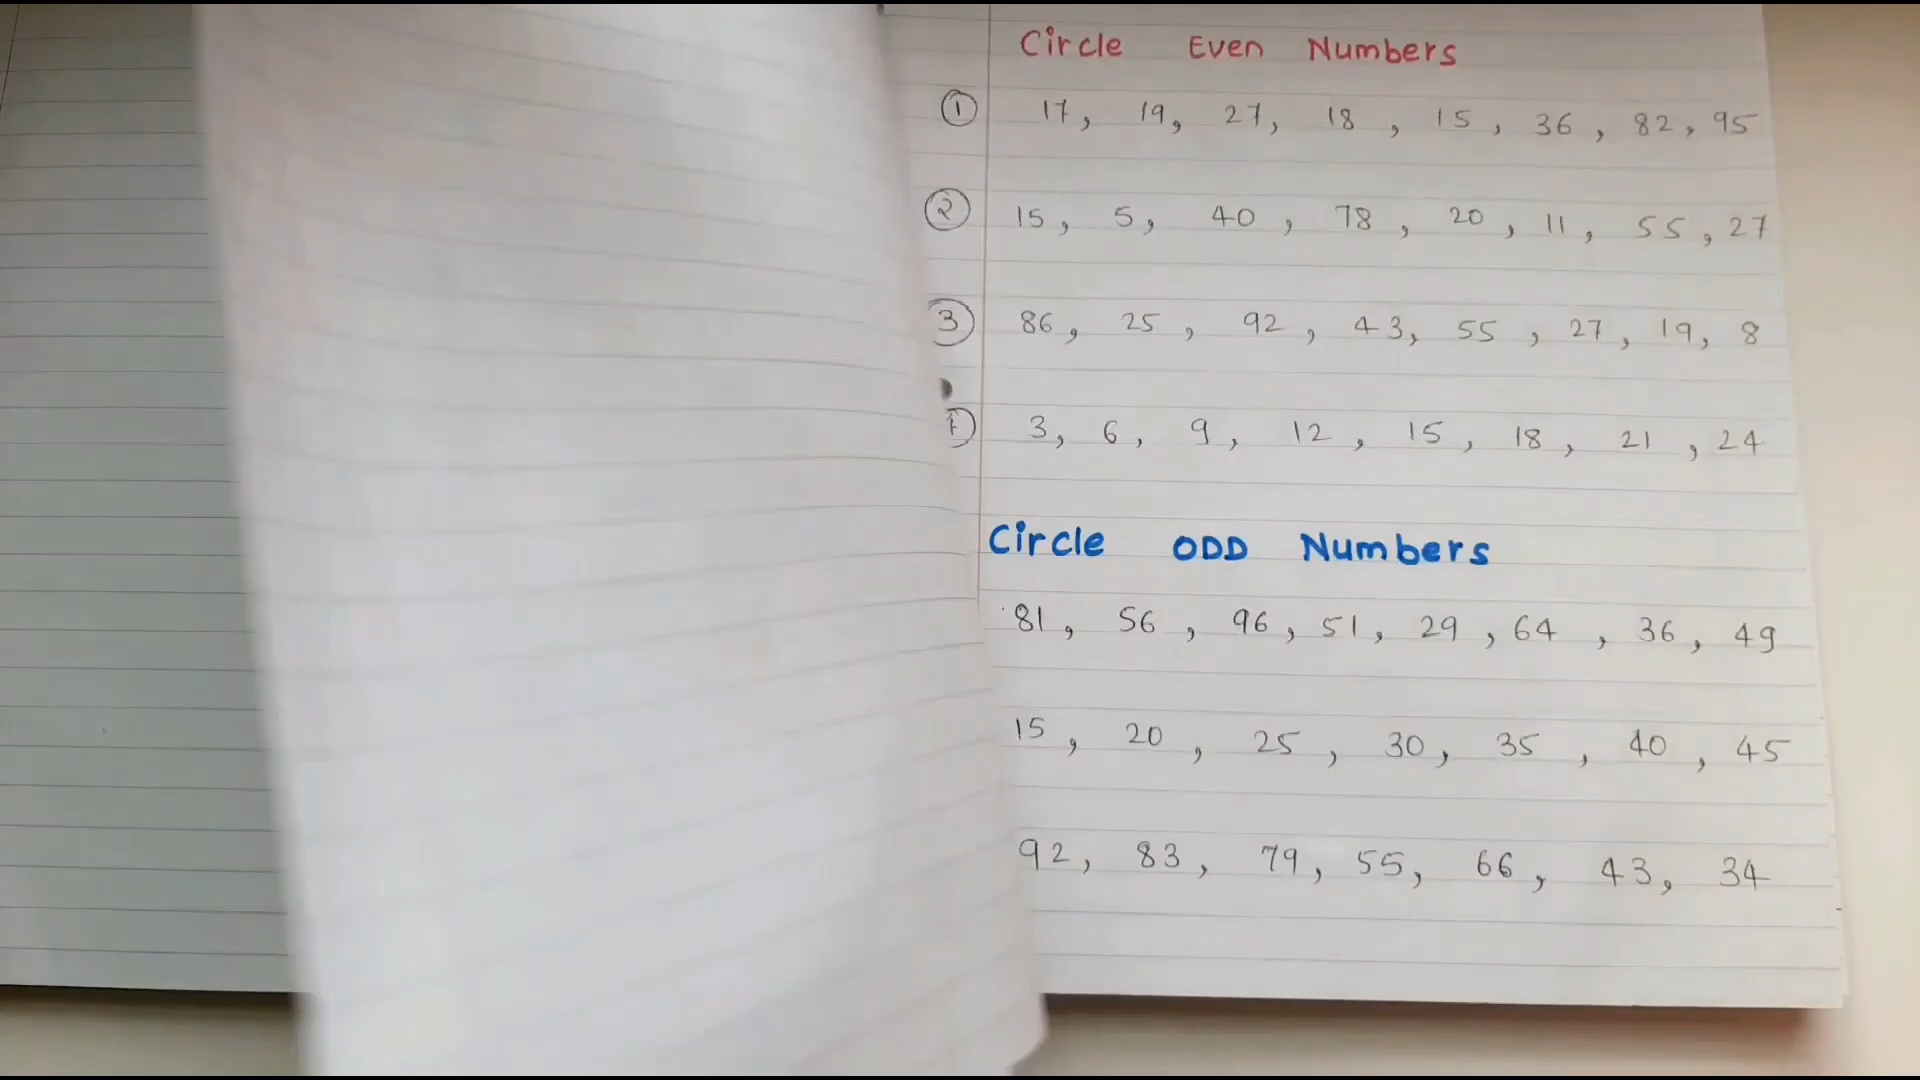 Circle Even Numbers
① 17, 19, 27, 18, 15, 36, 82, 95
② 15, 5, 40, 78, 20, 11, 55, 27
③ 86, 25, 92, 43, 55, 27, 19, 8
3, 6, 9, 12, 15, 18, 21, 24
Circle ODD Numbers
81, 56, 96, 51, 29, 64, 36, 49
15, 20, 25, 30, 35, 40, 45
92, 83, 79, 55, 66, 43, 34